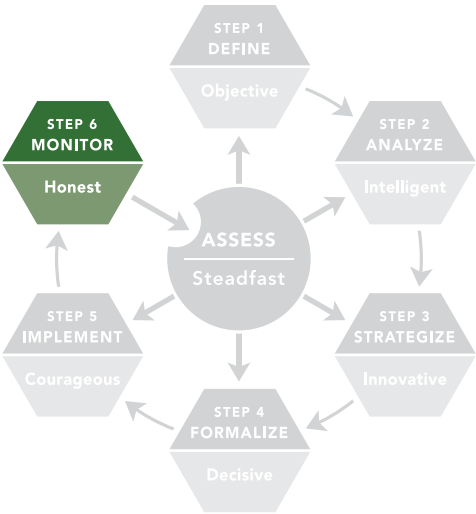 STEP 1
DEFINE
Objective
STEP 2
ANALYZE
Intelligent
STEP 3
STRATEGIZE
Innovative
STEP 4
FORMALIZE
Decisive
STEP 5
IMPLEMENT
Courageous
STEP 6
MONITOR
Honest
ASSESS
Steadfast